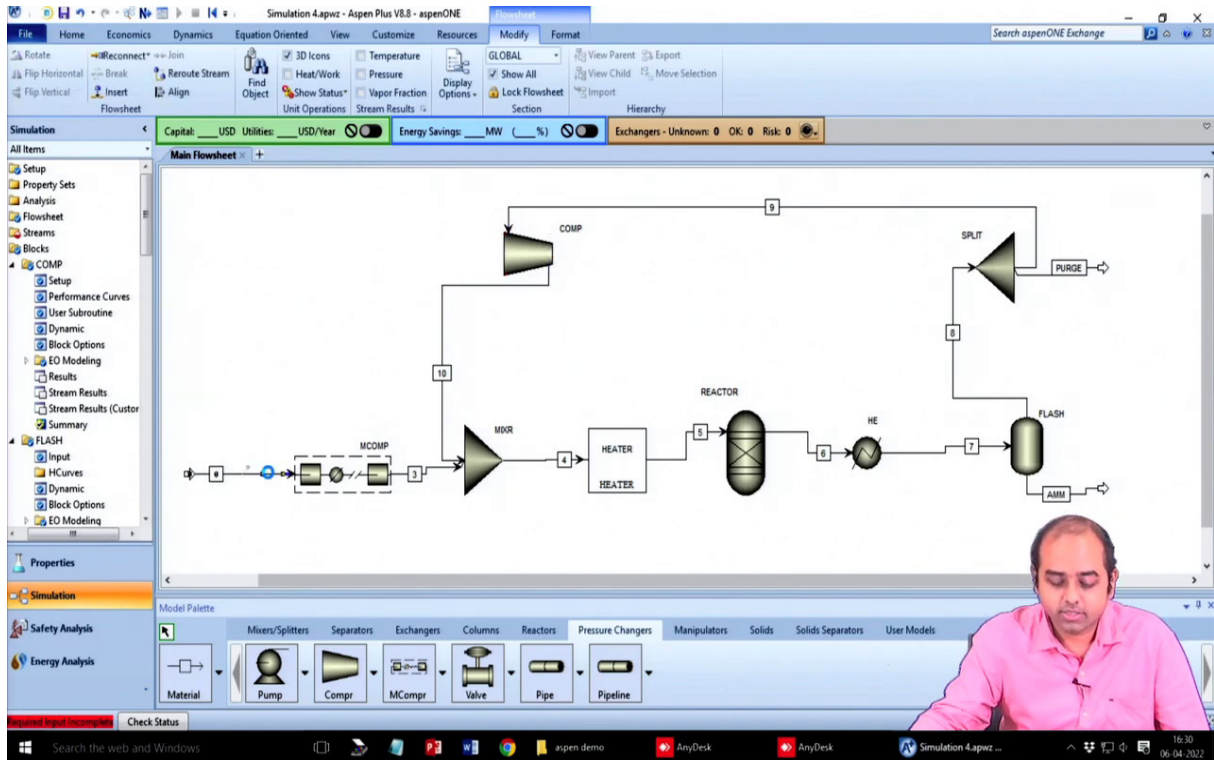 Simulation 4.apwz - Aspen Plus V8.8 - aspenONE
Flowsheet
File Home Economics Dynamics Equation Oriented View Customize Resources Modify Format
Search aspenONE Exchange
Rotate Reconnect Join
Flip Horizontal Break Reroute Stream
Flip Vertical Insert Align
Flowsheet
Find Object
3D Icons
Heat/Work
Show Status
Unit Operations
Temperature
Pressure
Vapor Fraction
Stream Results
Display Options
GLOBAL
Show All
Lock Flowsheet
Section
View Parent Export
View Child Move Selection
Import
Hierarchy
Simulation
All Items
Capital: ____ USD Utilities: ____ USD/Year
Energy Savings: ____ MW (____ %)
Exchangers - Unknown: 0 OK: 0 Risk: 0
Main Flowsheet
Setup
Property Sets
Analysis
Flowsheet
Streams
Blocks
COMP
Setup
Performance Curves
User Subroutine
Dynamic
Block Options
EO Modeling
Results
Stream Results
Stream Results (Custor
Summary
FLASH
Input
HCurves
Dynamic
Block Options
EO Modeling
Properties
Simulation
Safety Analysis
Energy Analysis
9
COMP
SPLIT
PURGE
8
10
REACTOR
MIXR
MCOMP
3
4
HEATER
HEATER
5
6
HE
7
FLASH
AMM
Model Palette
Mixers/Splitters Separators Exchangers Columns Reactors Pressure Changers Manipulators Solids Solids Separators User Models
Material Pump Compr MCompr Valve Pipe Pipeline
Required Input Incomplete Check Status
Search the web and Windows
aspen demo
AnyDesk
AnyDesk
Simulation 4.apwz ...
16:30
06-04-2022